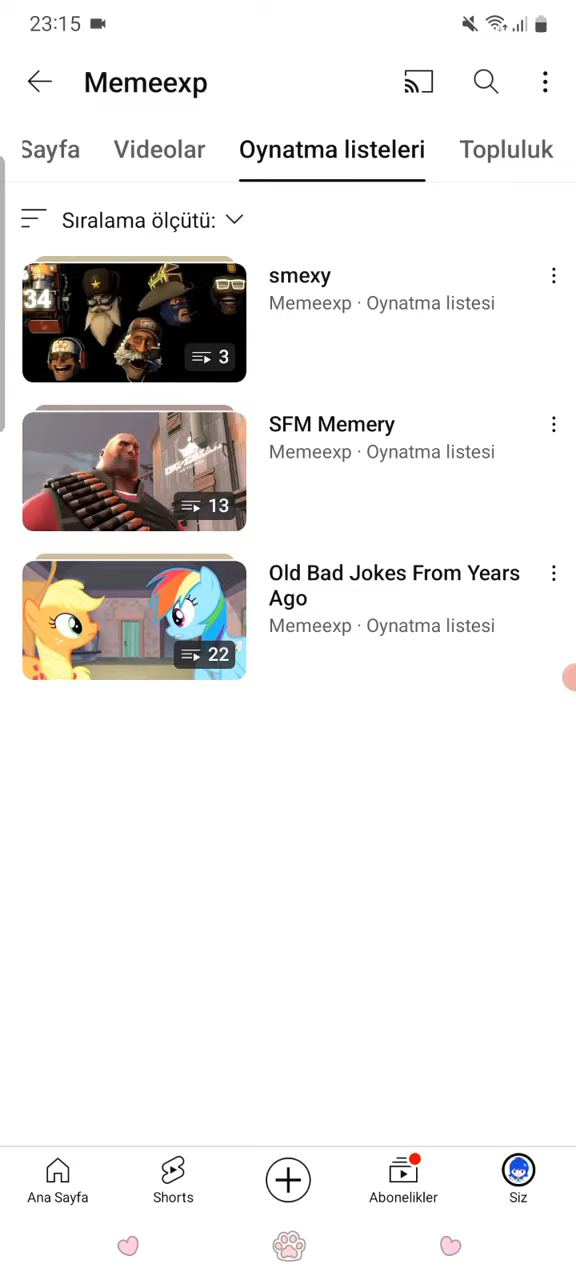 23:15
Memeexp
Sayfa Videolar Oynatma listeleri Topluluk
Sıralama ölçütü:
smexy
Memeexp · Oynatma listesi
34
3
SFM Memery
Memeexp · Oynatma listesi
13
Old Bad Jokes From Years
Ago
Memeexp · Oynatma listesi
22
Ana Sayfa Shorts Abonelikler Siz